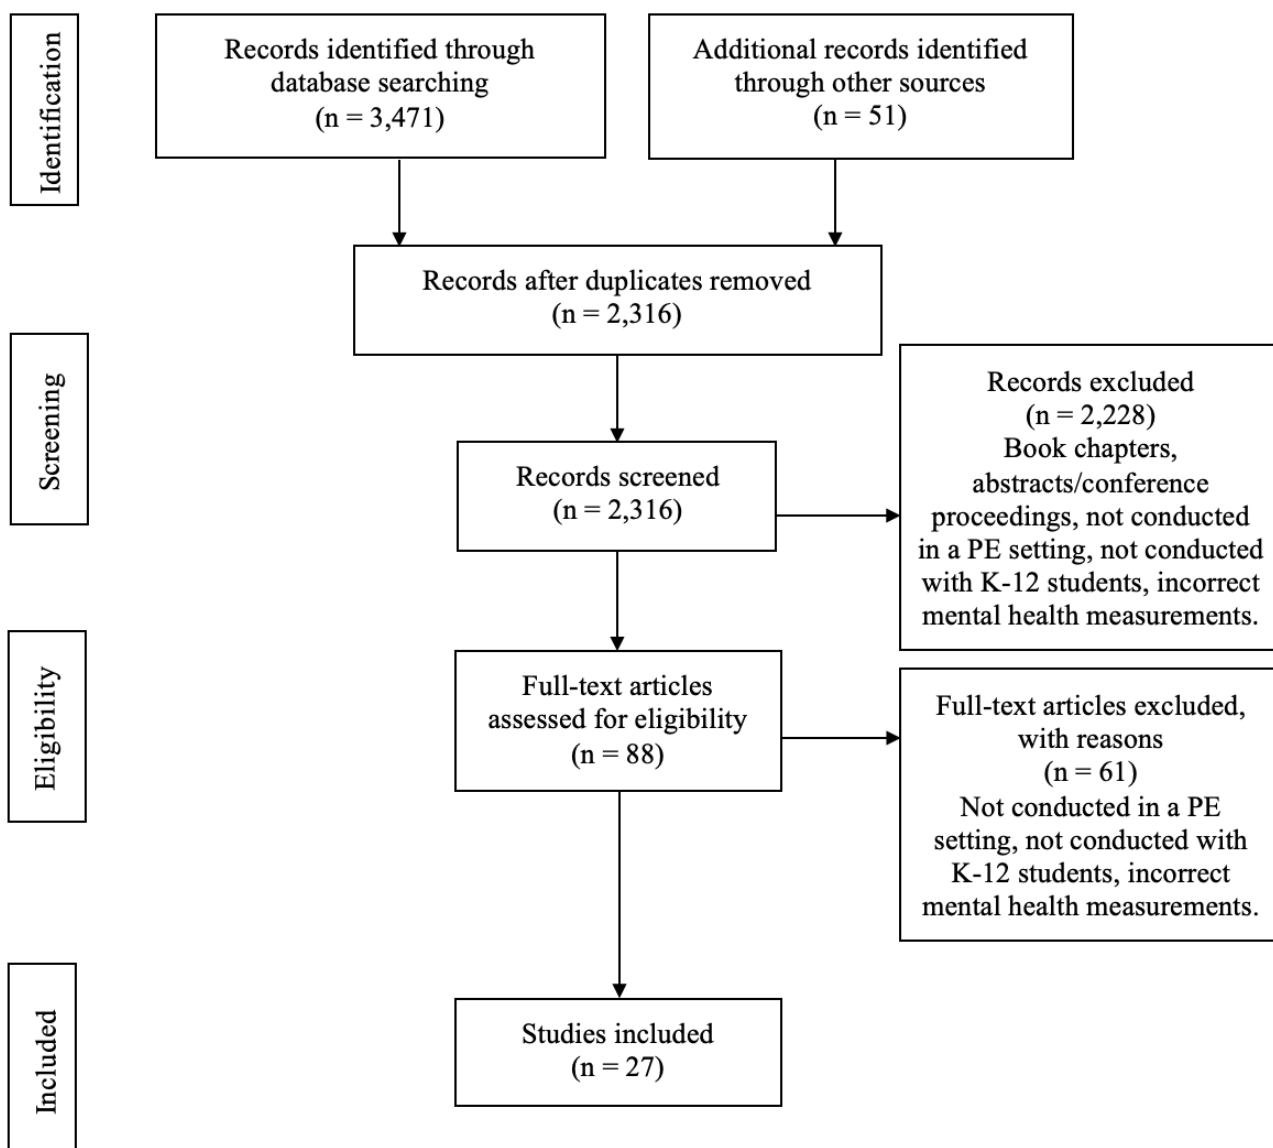 Identification
Records identified through
database searching
(n = 3,471)
Additional records identified
through other sources
(n = 51)
Records after duplicates removed
(n = 2,316)
Screening
Records screened
(n = 2,316)
Records excluded
(n = 2,228)
Book chapters,
abstracts/conference
proceedings, not conducted
in a PE setting, not conducted
with K-12 students, incorrect
mental health measurements.
Eligibility
Full-text articles
assessed for eligibility
(n = 88)
Full-text articles excluded,
with reasons
(n = 61)
Not conducted in a PE
setting, not conducted with
K-12 students, incorrect
mental health measurements.
Included
Studies included
(n = 27)